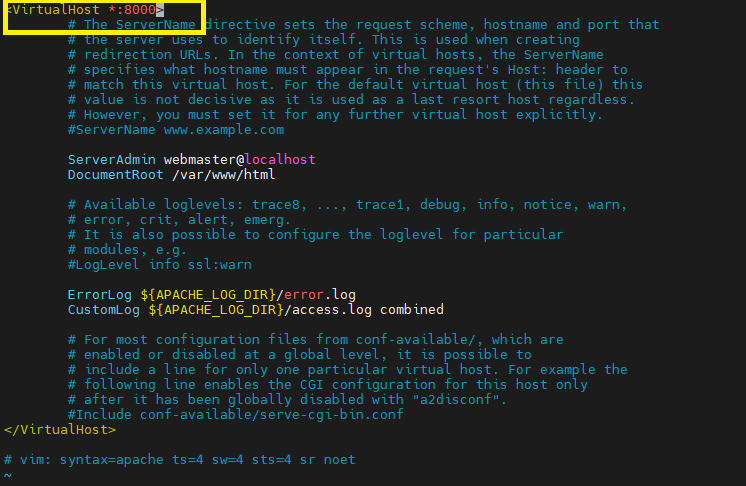 <VirtualHost *:8000>
# The ServerName directive sets the request scheme, hostname and port that
# the server uses to identify itself. This is used when creating
# redirection URLs. In the context of virtual hosts, the ServerName
# specifies what hostname must appear in the request's Host: header to
# match this virtual host. For the default virtual host (this file) this
# value is not decisive as it is used as a last resort host regardless.
# However, you must set it for any further virtual host explicitly.
#ServerName www.example.com
ServerAdmin webmaster@localhost
DocumentRoot /var/www/html
# Available loglevels: trace8, ..., trace1, debug, info, notice, warn,
# error, crit, alert, emerg.
# It is also possible to configure the loglevel for particular
# modules, e.g.
#LogLevel info ssl:warn
ErrorLog ${APACHE_LOG_DIR}/error.log
CustomLog ${APACHE_LOG_DIR}/access.log combined
# For most configuration files from conf-available/, which are
# enabled or disabled at a global level, it is possible to
# include a line for only one particular virtual host. For example the
# following line enables the CGI configuration for this host only
# after it has been globally disabled with "a2disconf".
#Include conf-available/serve-cgi-bin.conf
</VirtualHost>
# vim: syntax=apache ts=4 sw=4 sts=4 sr noet
~